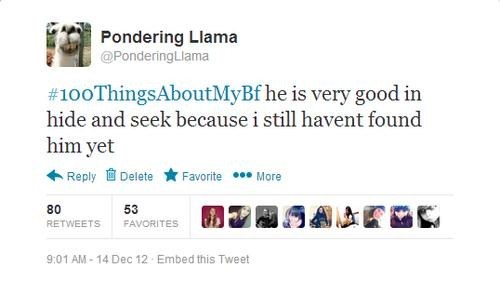 Pondering Llama
@PonderingLlama
#100ThingsAboutMyBf he is very good in
hide and seek because i still havent found
him yet
Reply Delete Favorite More
80 53
RETWEETS FAVORITES
9:01 AM - 14 Dec 12 · Embed this Tweet